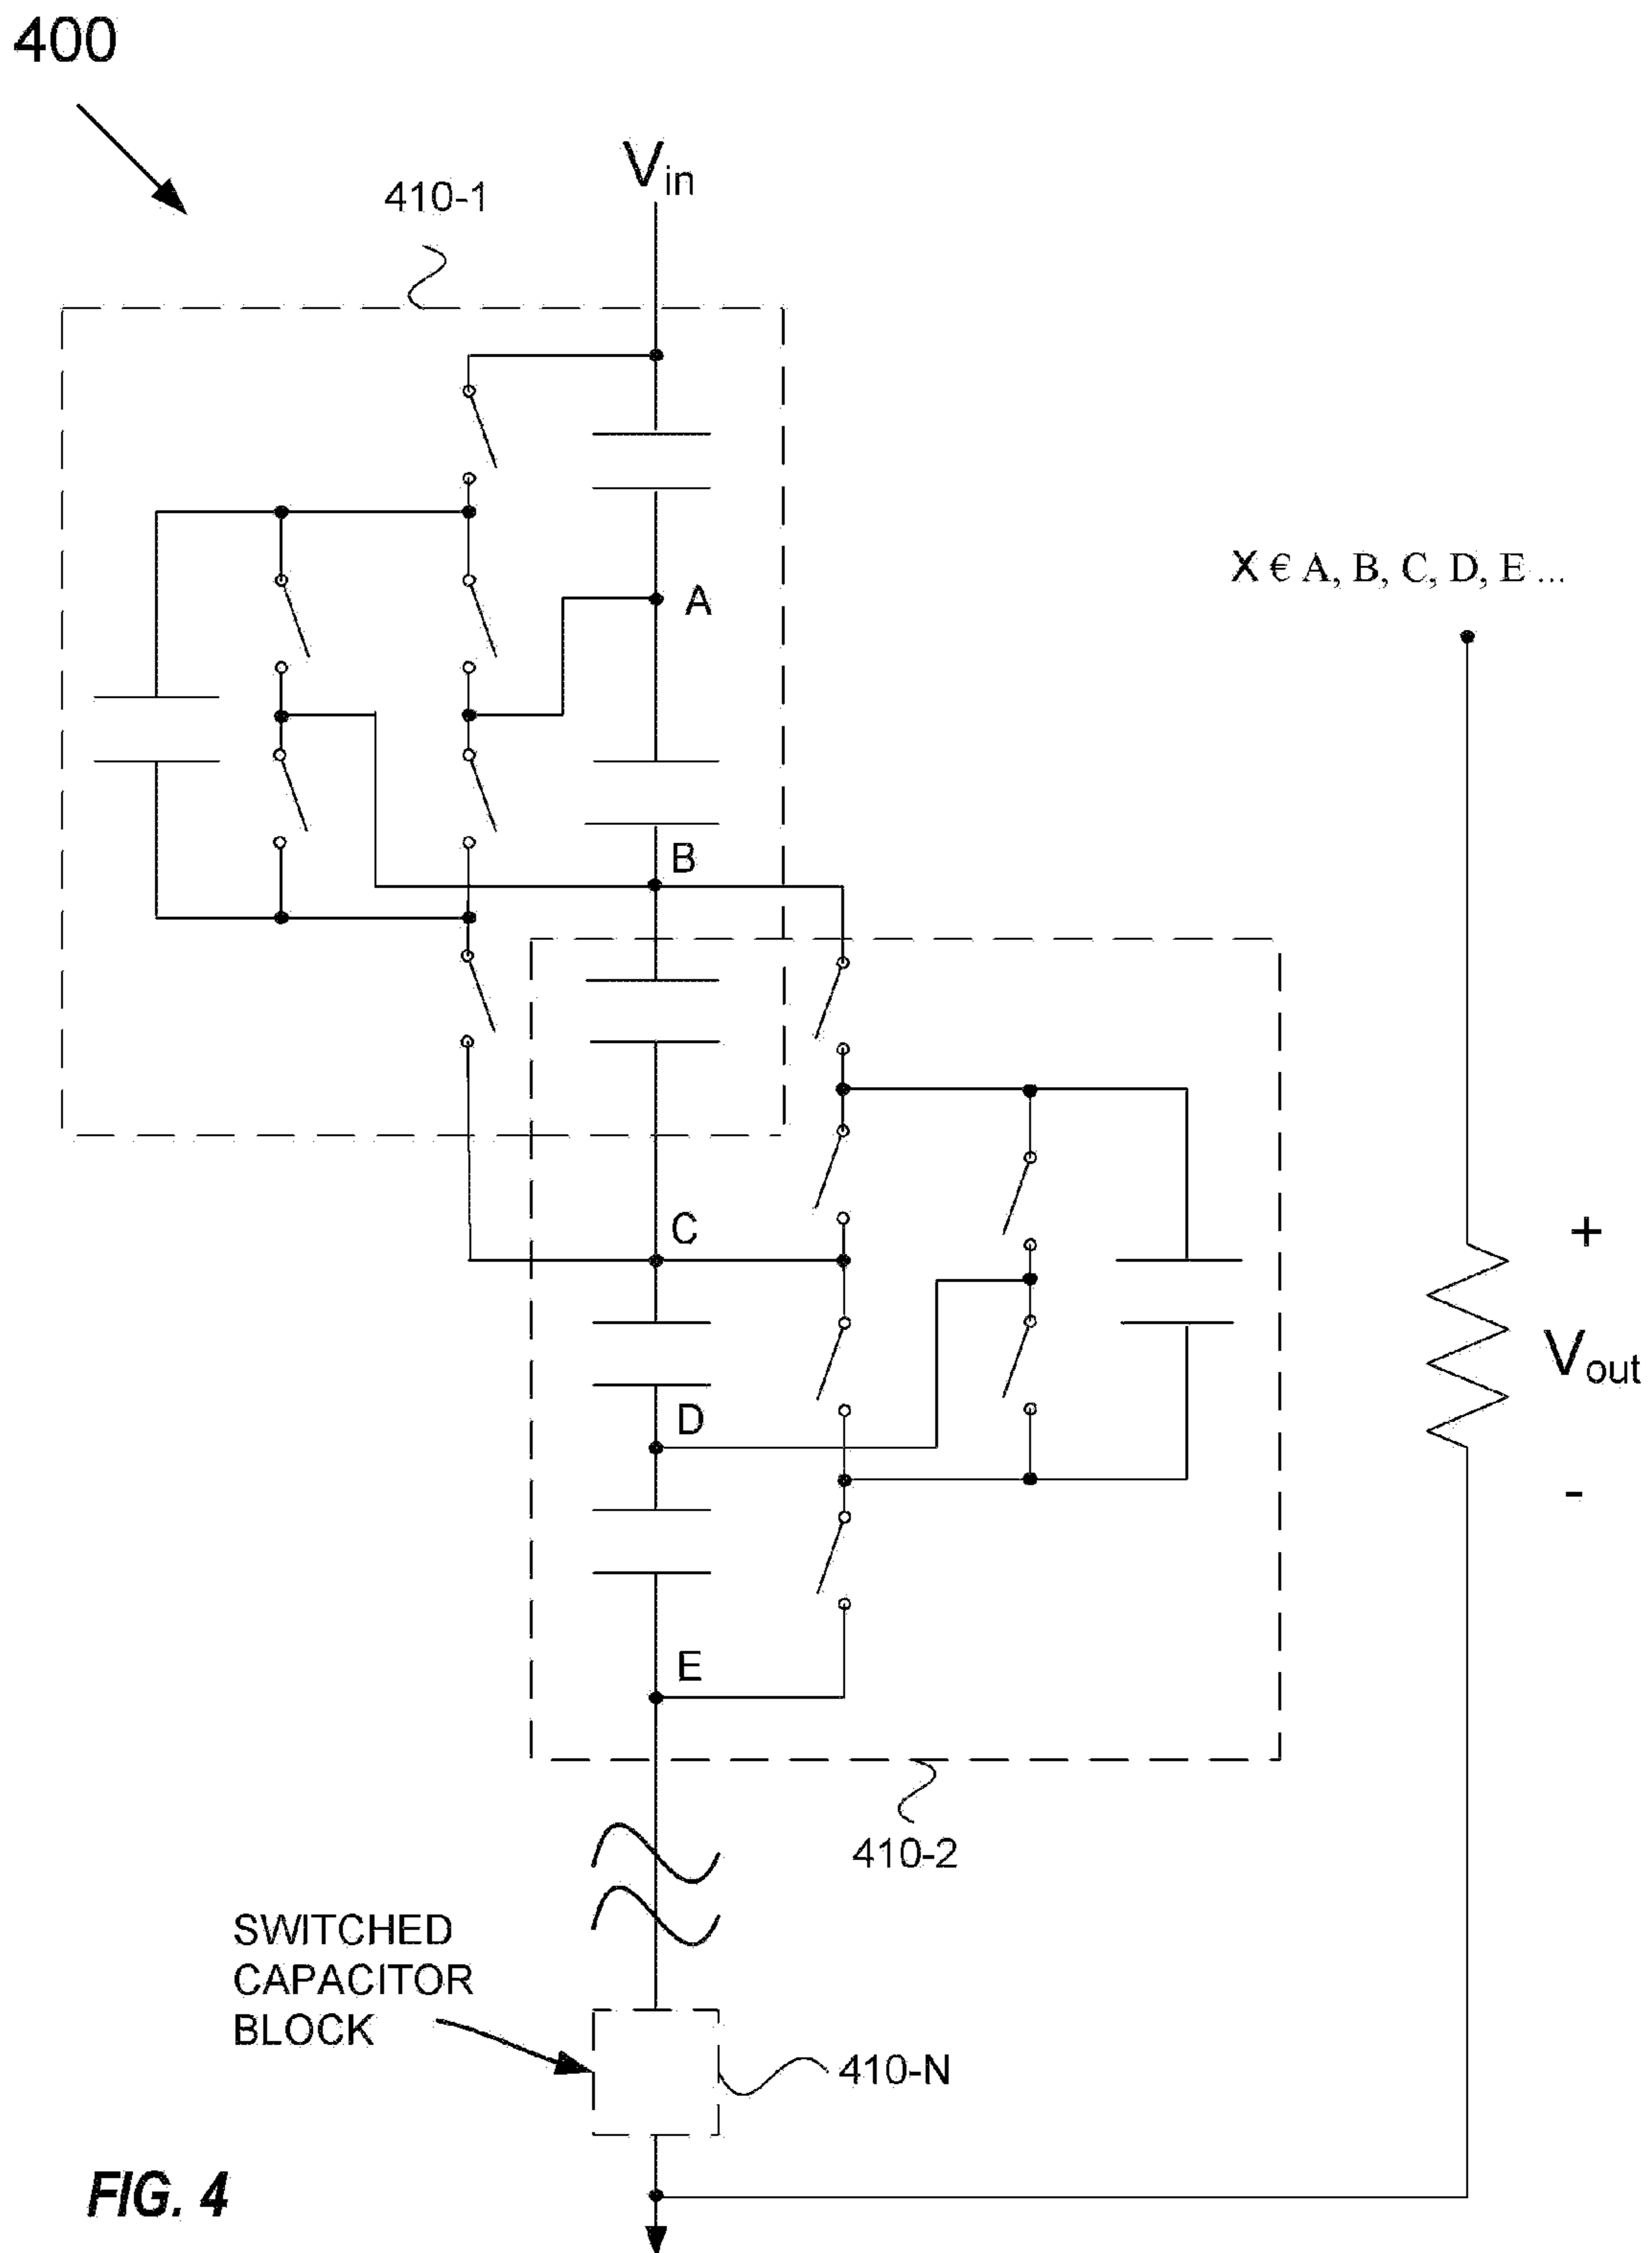 400
Vin
410-1
A
X € A, B, C, D, E ...
B
C
+
Vout
D
-
E
410-2
SWITCHED
CAPACITOR
BLOCK
410-N
FIG. 4